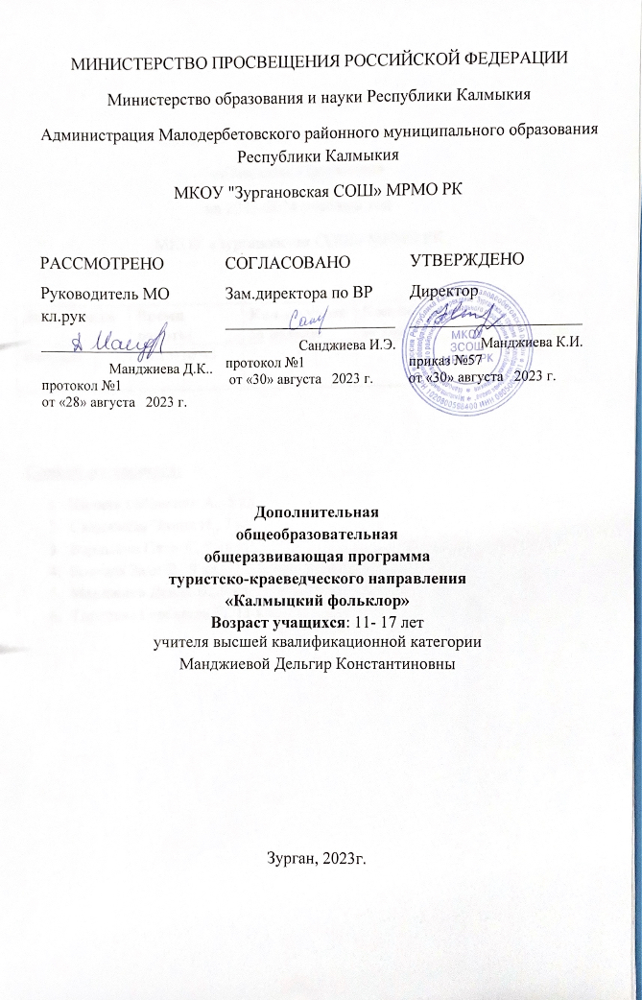 МИНИСТЕРСТВО ПРОСВЕЩЕНИЯ РОССИЙСКОЙ ФЕДЕРАЦИИ
Министерство образования и науки Республики Калмыкия
Администрация Малодербетовского районного муниципального образования
Республики Калмыкия
МКОУ "Зургановская СОШ» МРМО РК
РАССМОТРЕНО
Руководитель МО
кл.рук
Манджиева Д.К..
протокол №1
от «28» августа 2023 г.
СОГЛАСОВАНО
Зам.директора по ВР
Санджиева И.Э.
протокол №1
от «30» августа 2023 г.
УТВЕРЖДЕНО
Директор
Манджиева К.И.
приказ №57
от «30» августа 2023 г.
МКОУ
ЗСОШ
РК
Дополнительная
общеобразовательная
общеразвивающая программа
туристско-краеведческого направления
«Калмыцкий фольклор»
Возраст учащихся: 11- 17 лет
учителя высшей квалификационной категории
Манджиевой Дельгир Константиновны
Зурган, 2023г.